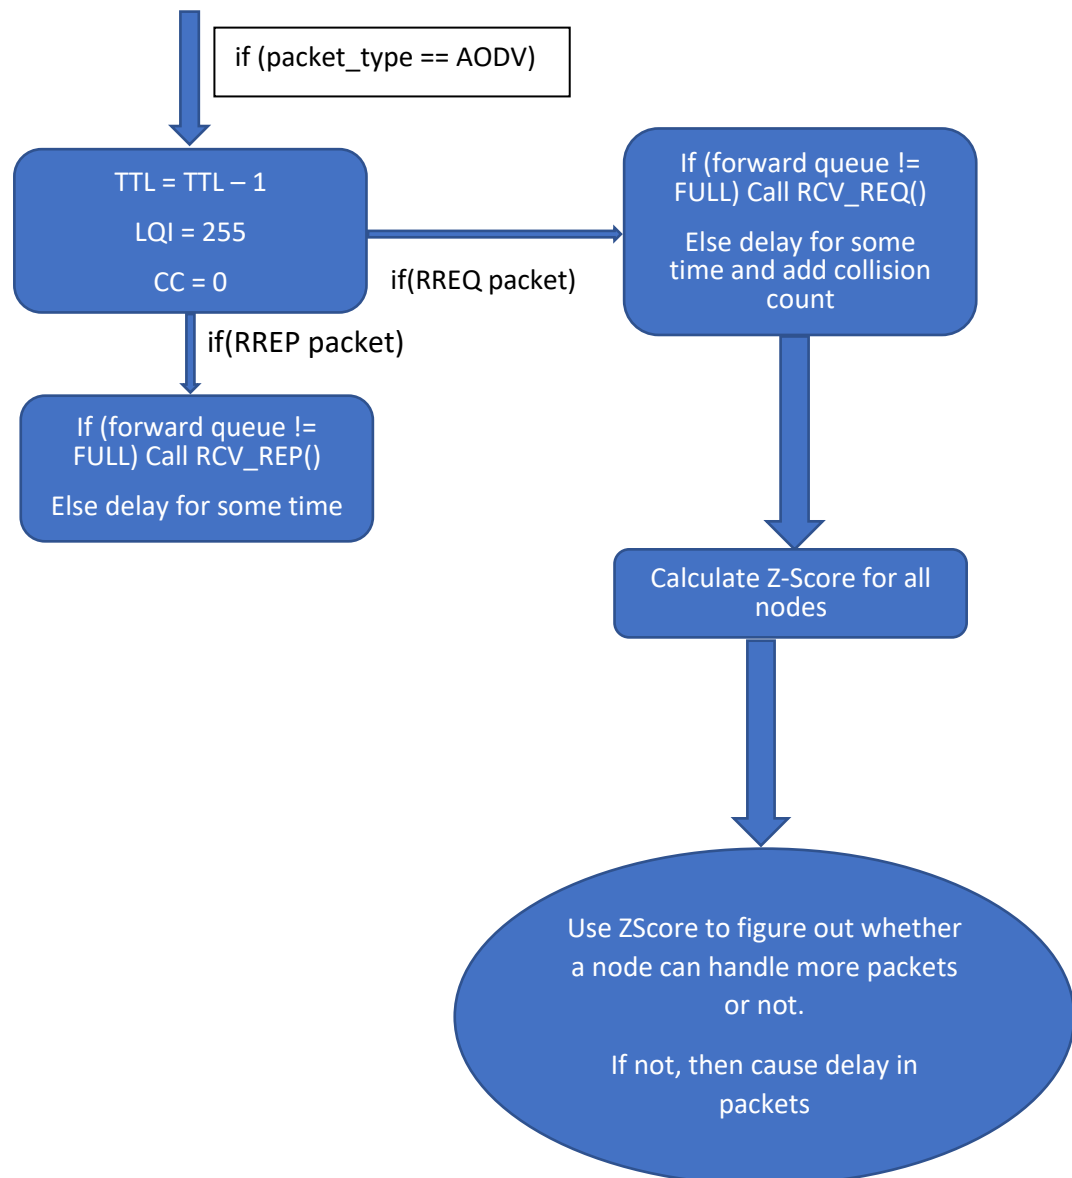 if (packet_type == AODV)
TTL = TTL – 1
LQI = 255
CC = 0
if(RREQ packet)
If (forward queue !=
FULL) Call RCV_REQ()
Else delay for some
time and add collision
count
if(RREP packet)
If (forward queue !=
FULL) Call RCV_REP()
Else delay for some time
Calculate Z-Score for all
nodes
Use ZScore to figure out whether
a node can handle more packets
or not.
If not, then cause delay in
packets